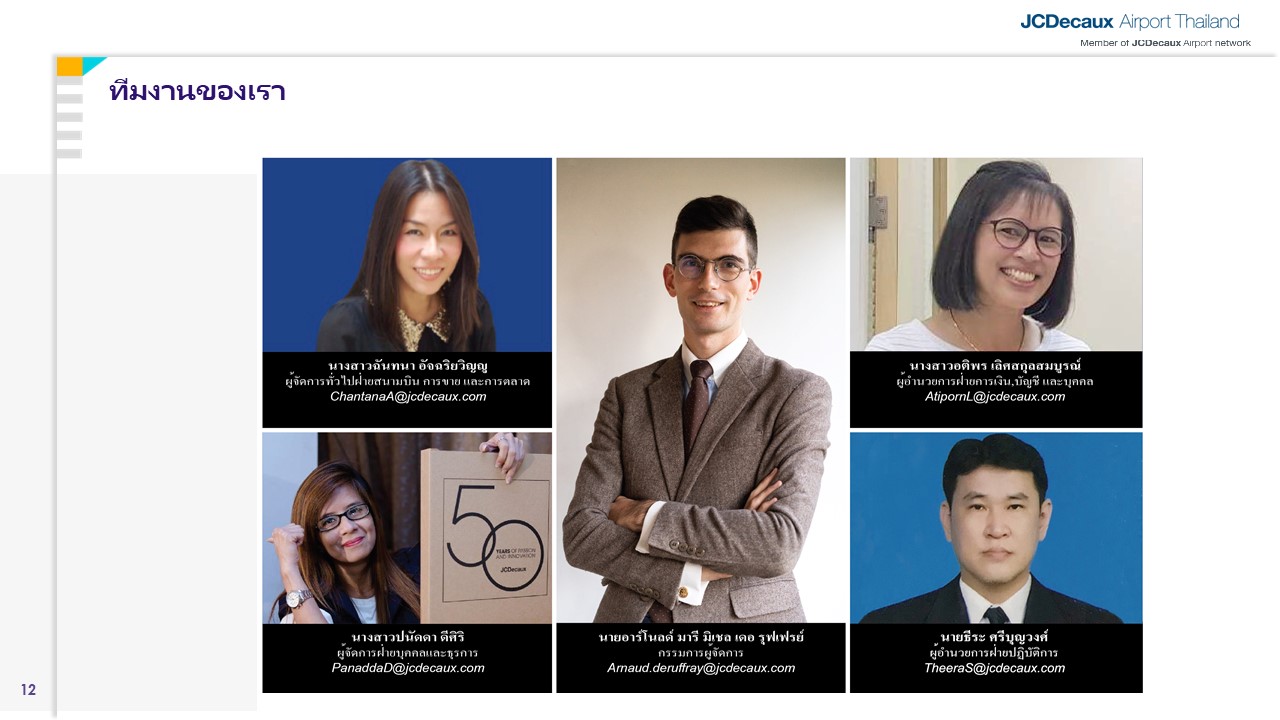 JCDecaux Airport Thailand
Member of JCDecaux Airport network
ทีมงานของเรา
นางสาวฉันทนา อัจฉริยวิญญู
ผู้จัดการทั่วไปฝ่ายสนามบิน การขาย และการตลาด
ChantanaA@jcdecaux.com
นางสาวอติพร เลิศสกุลสมบูรณ์
ผู้อำนวยการฝ่ายการเงิน,บัญชี และบุคคล
AtipornL@jcdecaux.com
50
YEARS OF PASSION
AND INNOVATION
JCDecaux
นางสาวปนัดดา ดีศิริ
ผู้จัดการฝ่ายบุคคลและธุรการ
PanaddaD@jcdecaux.com
นายอาร์โนลด์ มารี มิเชล เดอ รุฟเฟรย์
กรรมการผู้จัดการ
Arnaud.deruffray@jcdecaux.com
นายธีระ ศรีบุญวงศ์
ผู้อำนวยการฝ่ายปฏิบัติการ
TheeraS@jcdecaux.com
12